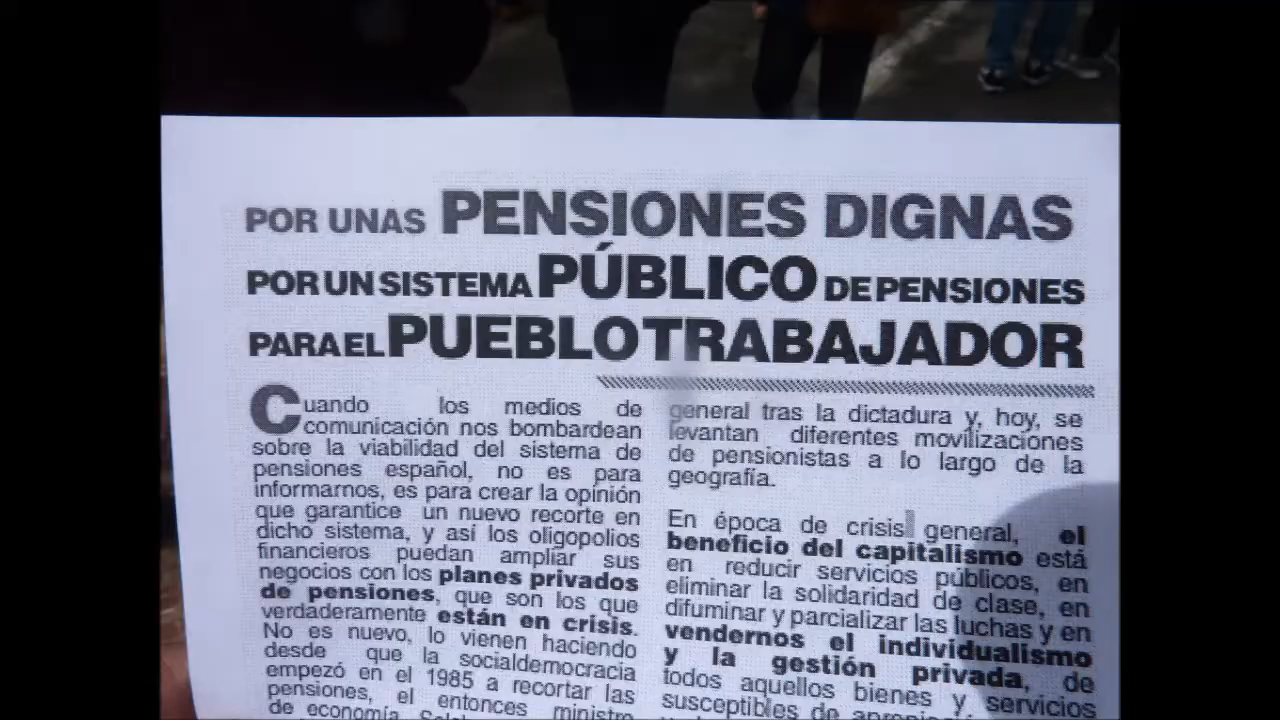 POR UNAS PENSIONES DIGNAS
POR UN SISTEMA PÚBLICO DE PENSIONES
PARA EL PUEBLO TRABAJADOR
Cuando los medios de
comunicación nos bombardean
sobre la viabilidad del sistema de
pensiones español, no es para
informarnos, es para crear la opinión
que garantice un nuevo recorte en
dicho sistema, y así los oligopolios
financieros puedan ampliar sus
negocios con los planes privados
de pensiones, que son los que
verdaderamente están en crisis.
No es nuevo, lo vienen haciendo
desde que la socialdemocracia
empezó en el 1985 a recortar las
pensiones, el entonces ministro
de economía
general tras la dictadura y, hoy, se
levantan diferentes movilizaciones
de pensionistas a lo largo de la
geografía.
En época de crisis general, el
beneficio del capitalismo está
en reducir servicios públicos, en
eliminar la solidaridad de clase, en
difuminar y parcializar las luchas y en
vendernos el individualismo
y la gestión privada, de
todos aquellos bienes y servicios
susceptibles de